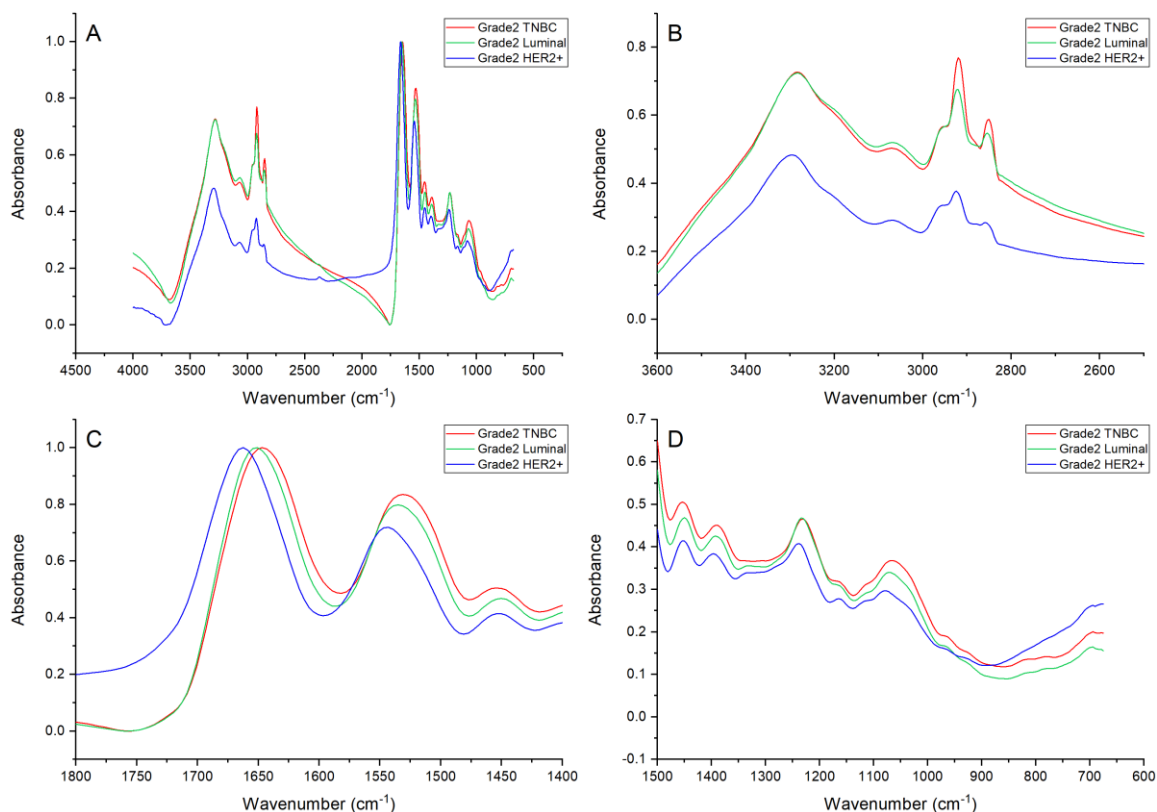 A
Grade2 TNBC
Grade2 Luminal
Grade2 HER2+
Absorbance
1.0
0.8
0.6
0.4
0.2
0.0
4500 4000 3500 3000 2500 2000 1500 1000 500
Wavenumber (cm⁻¹)
B
Grade2 TNBC
Grade2 Luminal
Grade2 HER2+
Absorbance
0.8
0.6
0.4
0.2
0.0
3600 3400 3200 3000 2800 2600
Wavenumber (cm⁻¹)
C
Grade2 TNBC
Grade2 Luminal
Grade2 HER2+
Absorbance
1.0
0.8
0.6
0.4
0.2
0.0
1800 1750 1700 1650 1600 1550 1500 1450 1400
Wavenumber (cm⁻¹)
D
Grade2 TNBC
Grade2 Luminal
Grade2 HER2+
Absorbance
0.7
0.6
0.5
0.4
0.3
0.2
0.1
0.0
-0.1
1500 1400 1300 1200 1100 1000 900 800 700 600
Wavenumber (cm⁻¹)